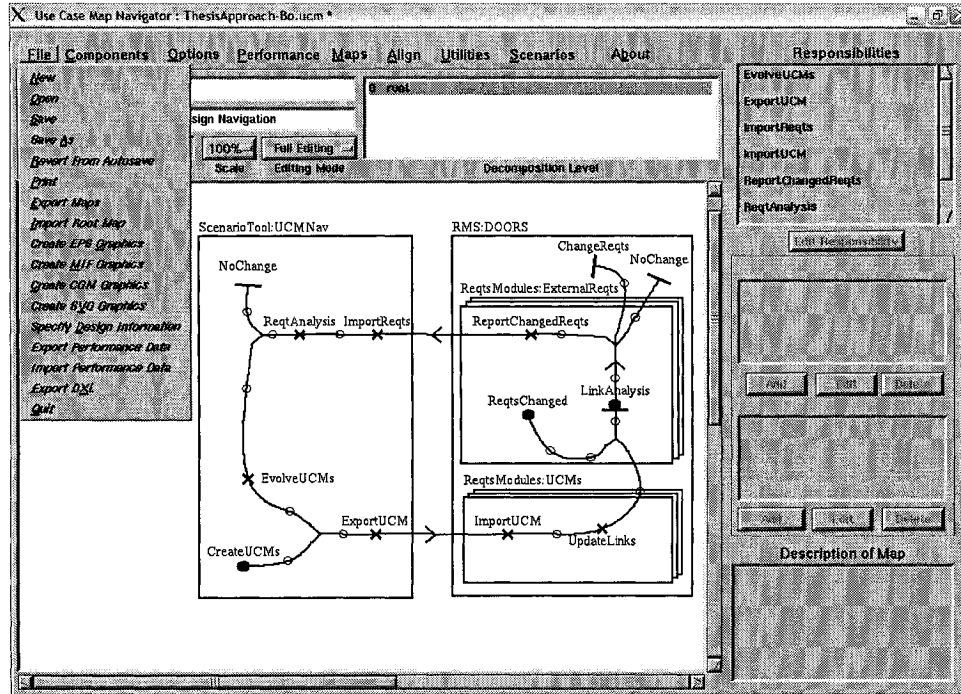 Use Case Map Navigator : ThesisApproach-Bo.ucm *
File Components Options Performance Maps Align Utilities Scenarios About
Responsibilities
New
Open
Save
Save As
Revert From Autosave
Print
Export Maps
Import Root Map
Create EPS Graphics
Create MIF Graphics
Create CGM Graphics
Create SVG Graphics
Specify Design Information
Export Performance Data
Import Performance Data
Export DXL
Quit
sign Navigation
100%
Full Editing
Scale
Editing Mode
0 root
Decomposition Level
EvolveUCMs
ExportUCM
ImportReqts
ImportUCM
ReportChangedReqts
ReqtAnalysis
Edit Responsibility
Add
Edit
Delete
Add
Edit
Delete
Description of Map
ScenarioTool:UCMNav
NoChange
ReqtAnalysis
ImportReqts
EvolveUCMs
ExportUCM
CreateUCMs
RMS:DOORS
ChangeReqts
NoChange
ReqtsModules:ExternalReqts
ReportChangedReqts
LinkAnalysis
ReqtsChanged
ReqtsModules:UCMs
ImportUCM
UpdateLinks